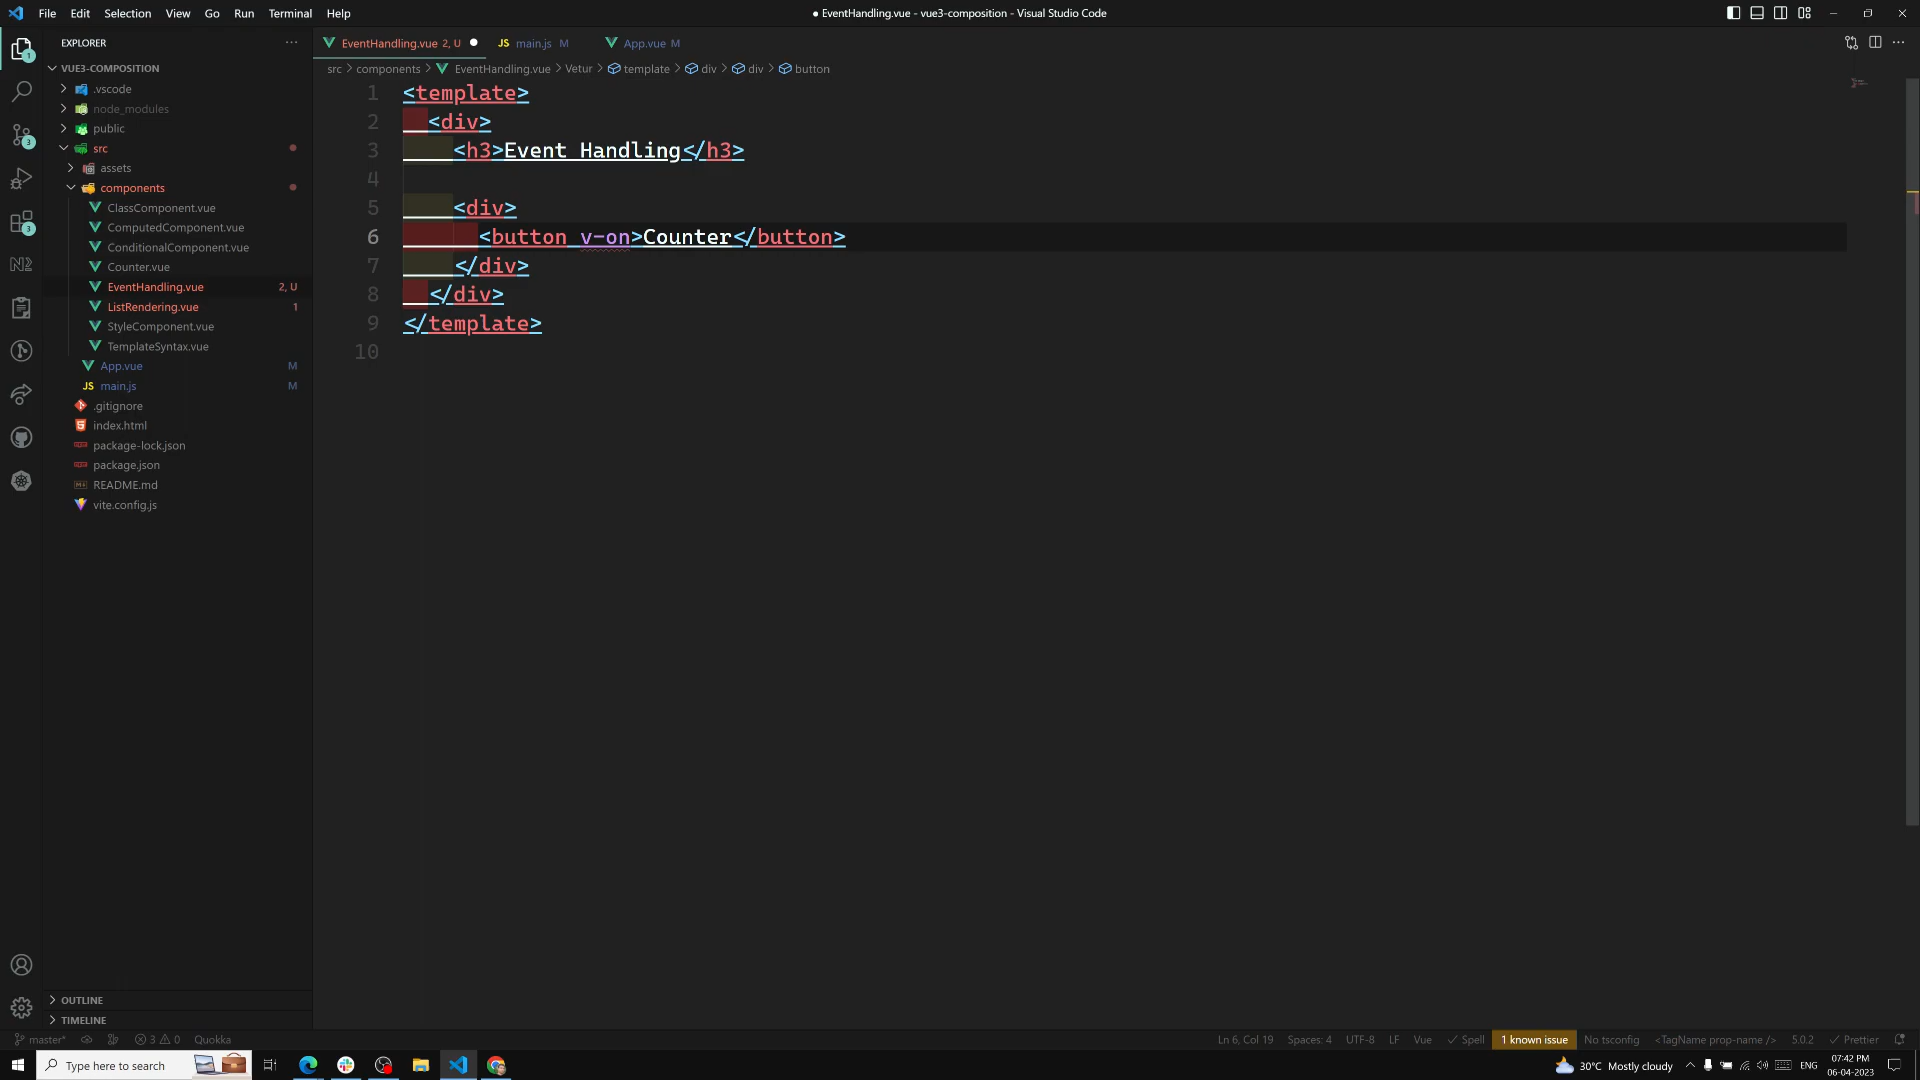 File Edit Selection View Go Run Terminal Help
● EventHandling.vue - vue3-composition - Visual Studio Code
EXPLORER
VUE3-COMPOSITION
.vscode
node_modules
public
src
assets
components
ClassComponent.vue
ComputedComponent.vue
ConditionalComponent.vue
Counter.vue
EventHandling.vue 2, U
ListRendering.vue 1
StyleComponent.vue
TemplateSyntax.vue
App.vue M
JS main.js M
.gitignore
index.html
package-lock.json
package.json
README.md
vite.config.js
OUTLINE
TIMELINE
1
3
3
EventHandling.vue 2, U
JS main.js M
App.vue M
src > components > EventHandling.vue > Vetur > template > div > div > button
1 <template>
2 <div>
3 <h3>Event Handling</h3>
4
5 <div>
6 <button v-on>Counter</button>
7 </div>
8 </div>
9 </template>
10
master* 3 0 Quokka
Ln 6, Col 19 Spaces: 4 UTF-8 LF Vue Spell 1 known issue No tsconfig <TagName prop-name /> 5.0.2 Prettier
Type here to search
30°C Mostly cloudy ENG
07:42 PM
06-04-2023